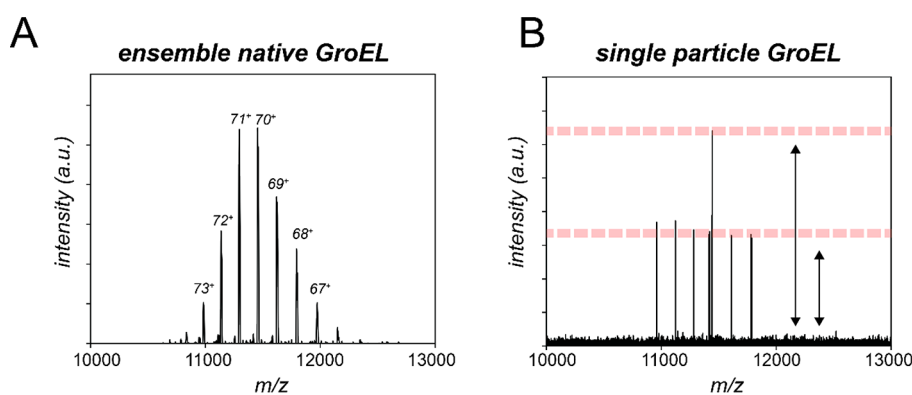 A
ensemble native GroEL
intensity (a.u.)
73+
72+
71+
70+
69+
68+
67+
10000
11000
12000
13000
m/z
B
single particle GroEL
intensity (a.u.)
10000
11000
12000
13000
m/z